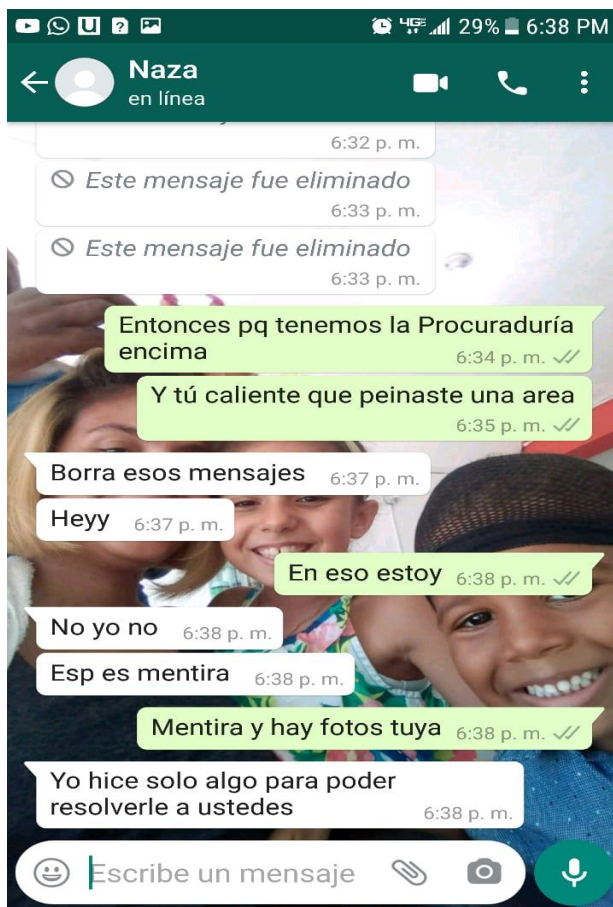 29% 6:38 PM
Naza
en línea
6:32 p. m.
Este mensaje fue eliminado
6:33 p. m.
Este mensaje fue eliminado
6:33 p. m.
Entonces pq tenemos la Procuraduría
encima 6:34 p. m.
Y tú caliente que peinaste una area
6:35 p. m.
Borra esos mensajes 6:37 p. m.
Heyy 6:37 p. m.
En eso estoy 6:38 p. m.
No yo no 6:38 p. m.
Esp es mentira 6:38 p. m.
Mentira y hay fotos tuya 6:38 p. m.
Yo hice solo algo para poder
resolverle a ustedes 6:38 p. m.
Escribe un mensaje